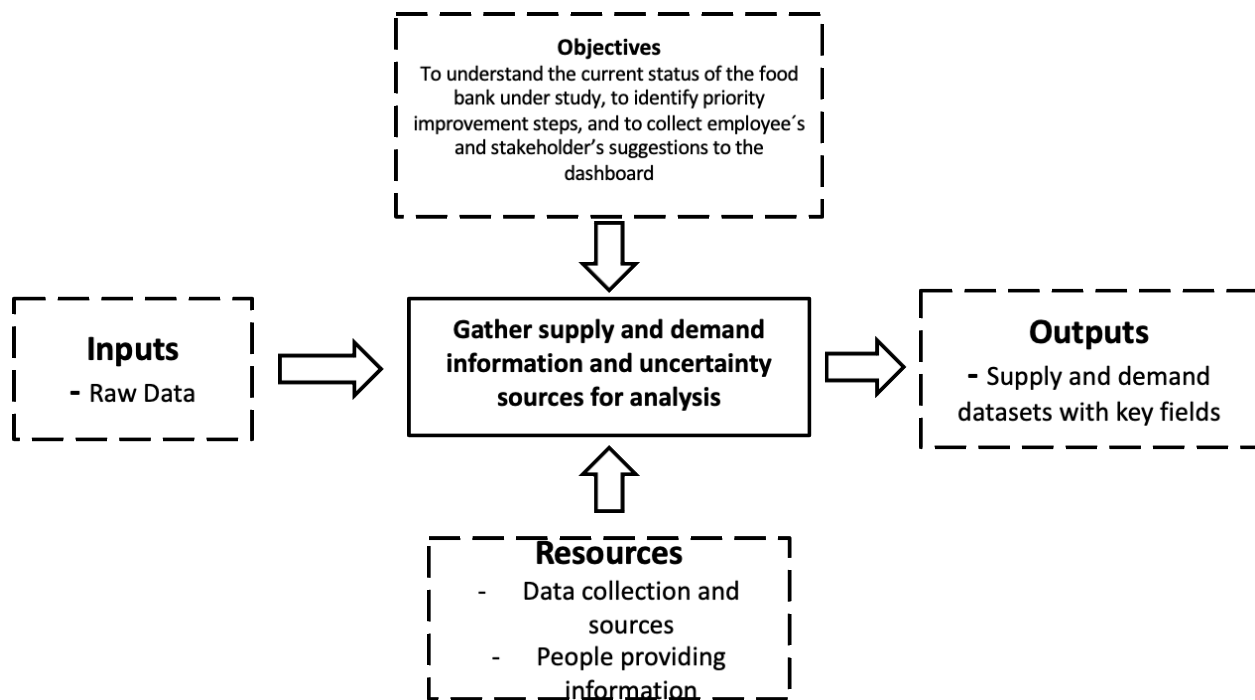 Objectives
To understand the current status of the food
bank under study, to identify priority
improvement steps, and to collect employee´s
and stakeholder’s suggestions to the
dashboard
Inputs
- Raw Data
Gather supply and demand
information and uncertainty
sources for analysis
Outputs
- Supply and demand
datasets with key fields
Resources
- Data collection and
sources
- People providing
information